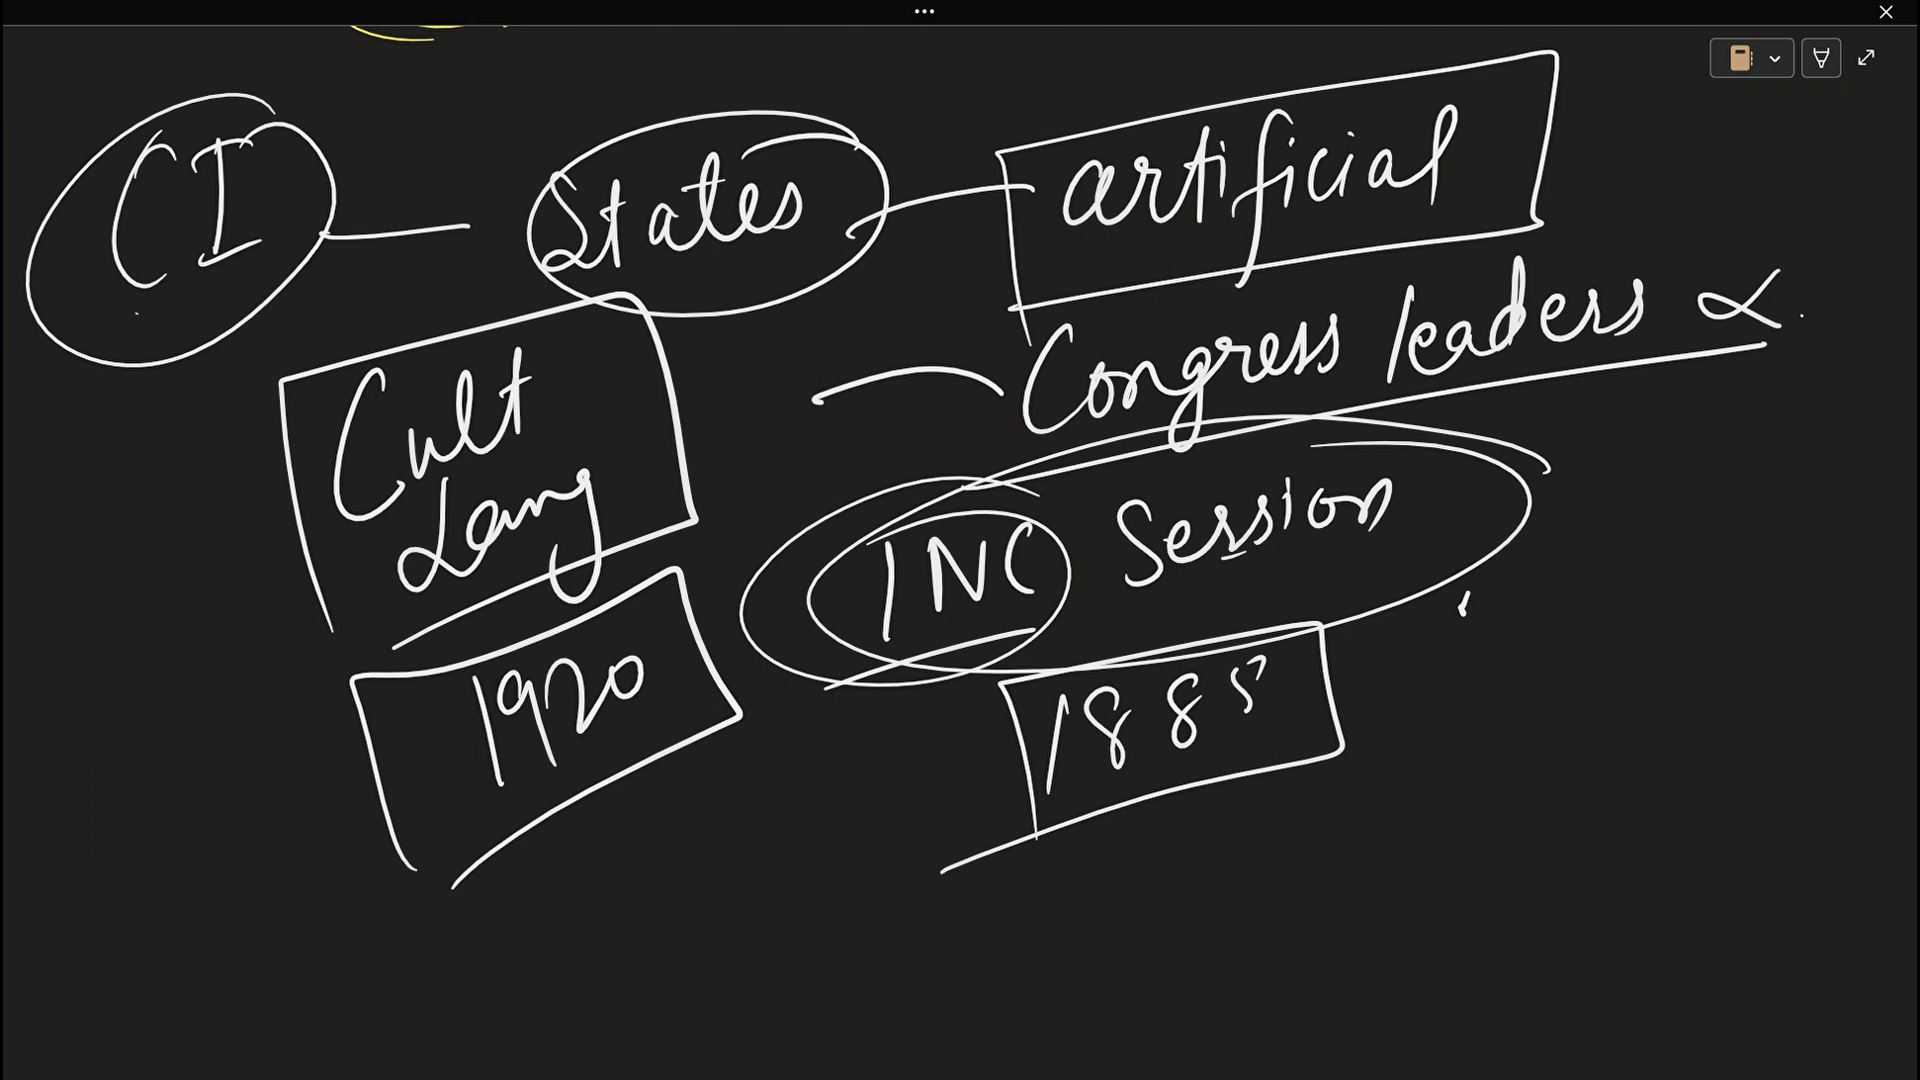 CI — States — artificial
Cult — Congress leaders α
Lang INC Session
1920 1885